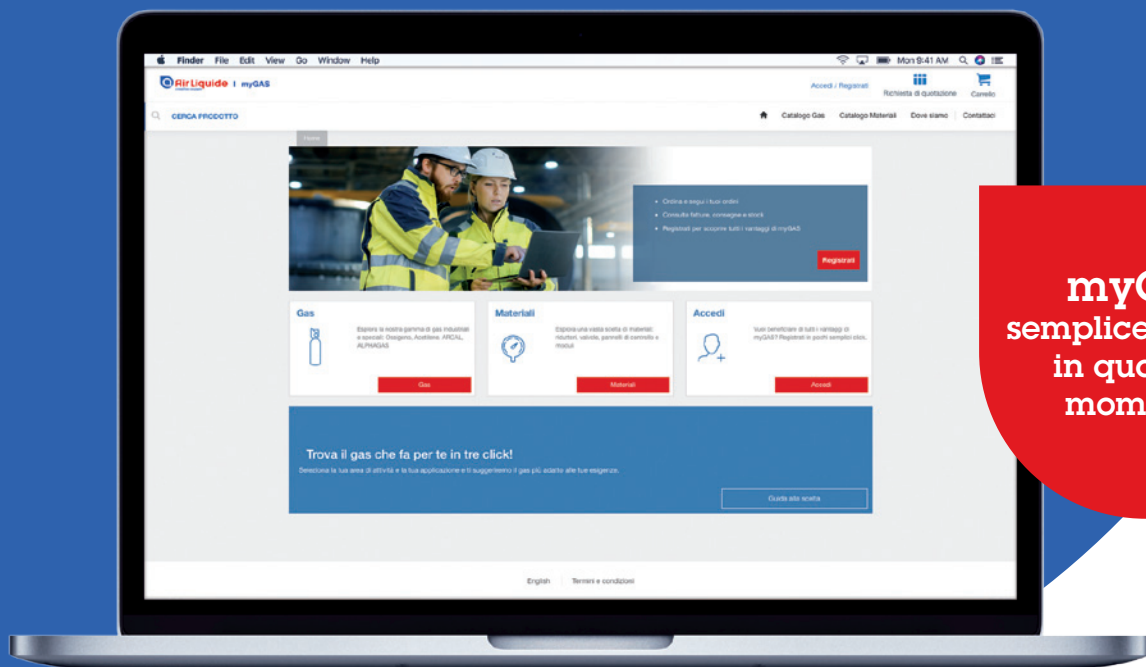 Finder File Edit View Go Window Help
Mon 9:41 AM
Air Liquide | myGAS
Accedi / Registrati
Richiesta di quotazione
Carrello
CERCA PRODOTTO
Catalogo Gas Catalogo Materiali Dove siamo Contattaci
Home
• Ordina e segui i tuoi ordini
• Consulta fatture, consegne e stock
• Registrati per scoprire tutti i vantaggi di myGAS
Registrati
Gas
Esplora la nostra gamma di gas industriali
e speciali: Ossigeno, Acetilene, ARCAL,
ALPHAGAS
Gas
Materiali
Esplora una vasta scelta di materiali:
riduttori, valvole, pannelli di controllo e
moduli
Materiali
Accedi
Vuoi beneficiare di tutti i vantaggi di
myGAS? Registrati in pochi semplici click.
Accedi
Trova il gas che fa per te in tre click!
Seleziona la tua area di attività e la tua applicazione e ti suggeriremo il gas più adatto alle tue esigenze.
Guida alla scelta
English Termini e condizioni
semplice
in